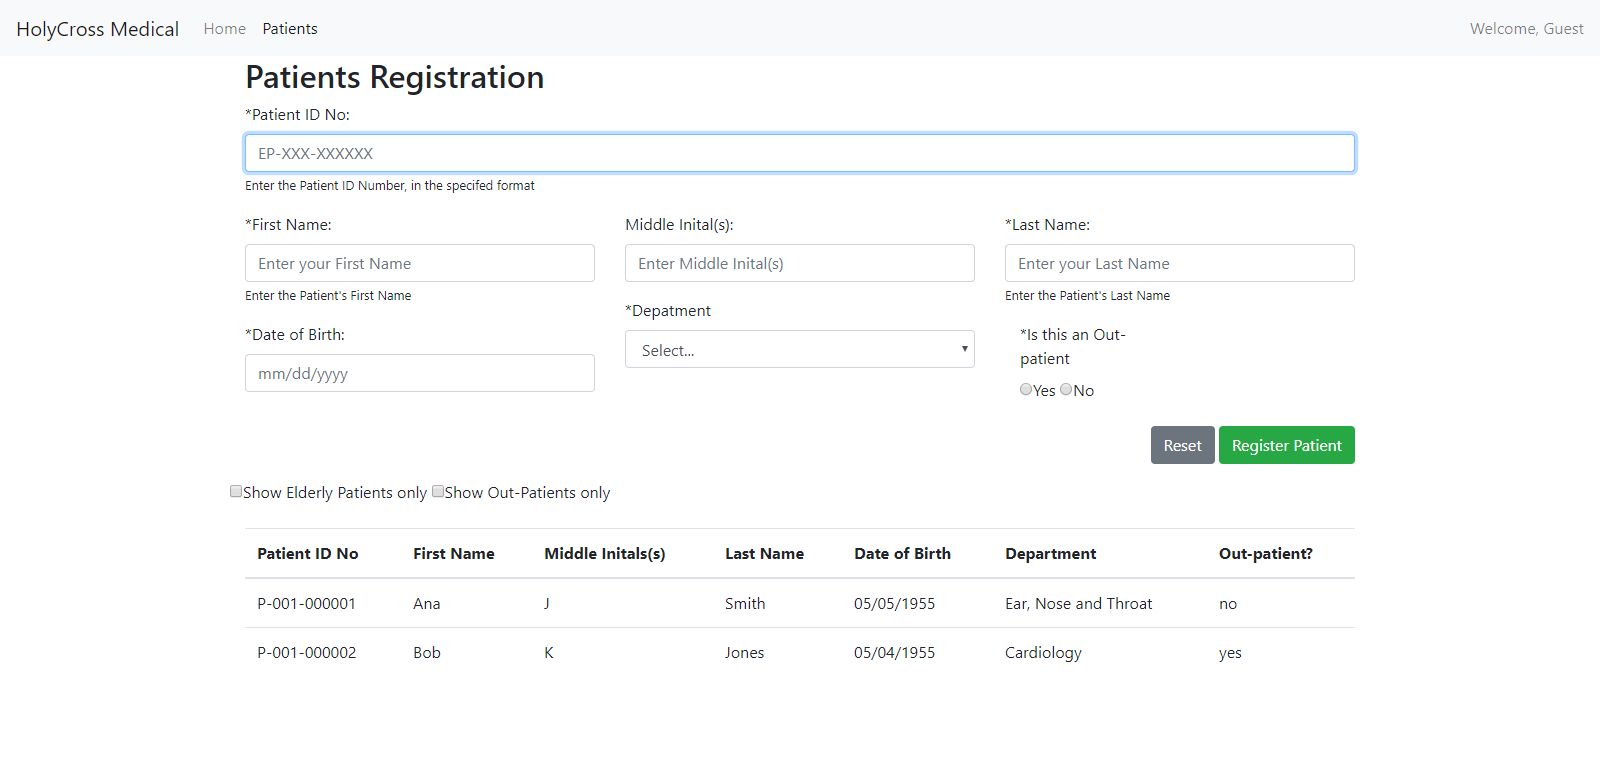 HolyCross Medical Home Patients Welcome, Guest
Patients Registration
*Patient ID No:
EP-XXX-XXXXXX
Enter the Patient ID Number, in the specifed format
*First Name: Middle Inital(s): *Last Name:
Enter your First Name Enter Middle Inital(s) Enter your Last Name
Enter the Patient's First Name Enter the Patient's Last Name
*Depatment
*Date of Birth: *Is this an Out-
patient
Select...
mm/dd/yyyy
Yes No
Reset Register Patient
Show Elderly Patients only Show Out-Patients only
Patient ID No First Name Middle Initals(s) Last Name Date of Birth Department Out-patient?
P-001-000001 Ana J Smith 05/05/1955 Ear, Nose and Throat no
P-001-000002 Bob K Jones 05/04/1955 Cardiology yes